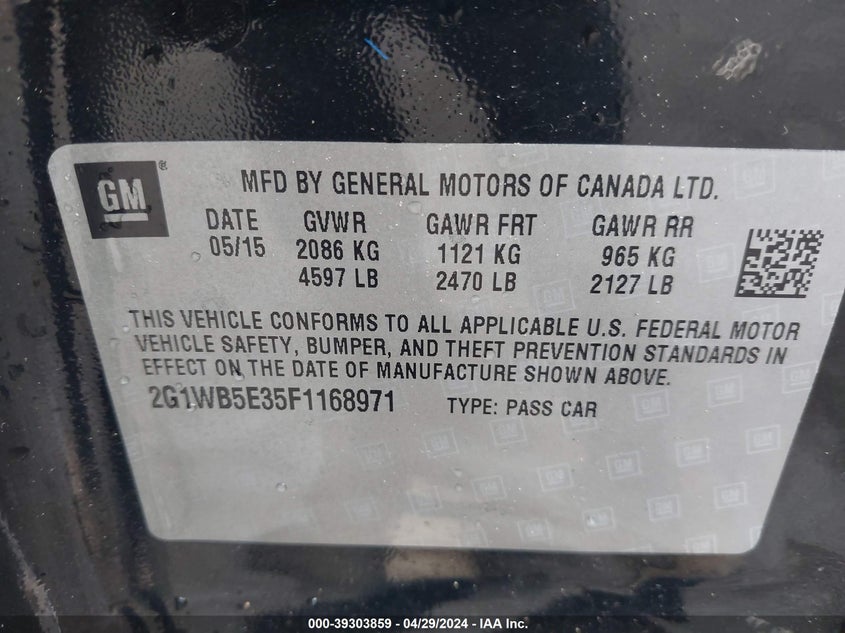 GM®
MFD BY GENERAL MOTORS OF CANADA LTD.
DATE GVWR GAWR FRT GAWR RR
05/15 2086 KG 1121 KG 965 KG
4597 LB 2470 LB 2127 LB
THIS VEHICLE CONFORMS TO ALL APPLICABLE U.S. FEDERAL MOTOR
VEHICLE SAFETY, BUMPER, AND THEFT PREVENTION STANDARDS IN
EFFECT ON THE DATE OF MANUFACTURE SHOWN ABOVE.
2G1WB5E35F1168971 TYPE: PASS CAR
000-39303859 - 04/29/2024 - IAA Inc.